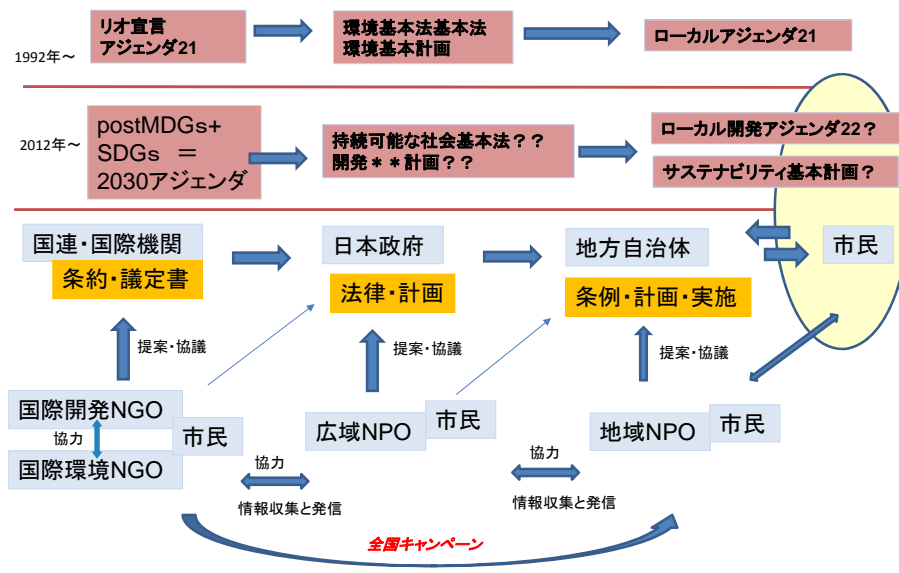 1992年～
リオ宣言
アジェンダ21
環境基本法基本法
環境基本計画
ローカルアジェンダ21
2012年～
postMDGs+
SDGs ＝
2030アジェンダ
持続可能な社会基本法??
開発＊＊計画??
ローカル開発アジェンダ22?
サステナビリティ基本計画?
国連・国際機関
条約・議定書
日本政府
法律・計画
地方自治体
条例・計画・実施
市民
提案・協議
提案・協議
提案・協議
国際開発NGO
協力
国際環境NGO
市民
広域NPO
市民
地域NPO
市民
協力
情報収集と発信
協力
情報収集と発信
全国キャンペーン